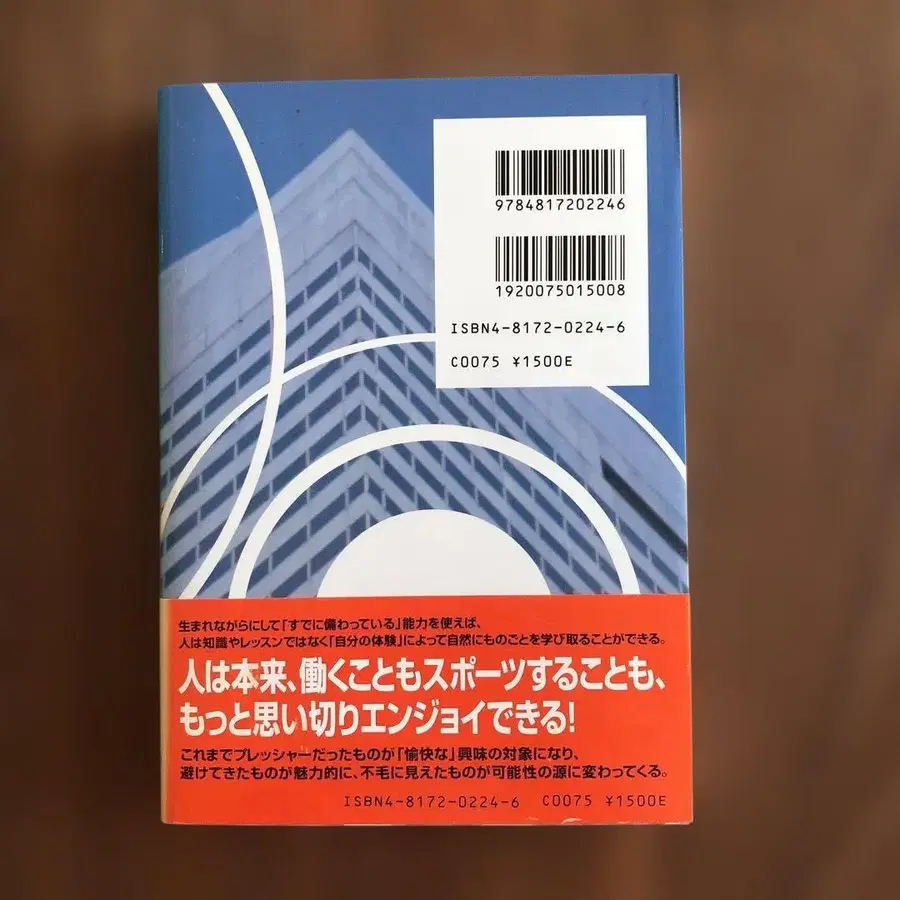 9784817202246
1920075015008
ISBN4-8172-0224-6
C0075 ¥1500E
生まれながらにして「すでに備わっている」能力を使えば、
人は知識やレッスンではなく「自分の体験」によって自然にものごとを学び取ることができる。
人は本来、働くこともスポーツすることも、
もっと思い切りエンジョイできる!
これまでプレッシャーだったものが「愉快な」興味の対象になり、
避けてきたものが魅力的に、不毛に見えたものが可能性の源に変わってくる。
ISBN4-8172-0224-6 C0075 ¥1500E